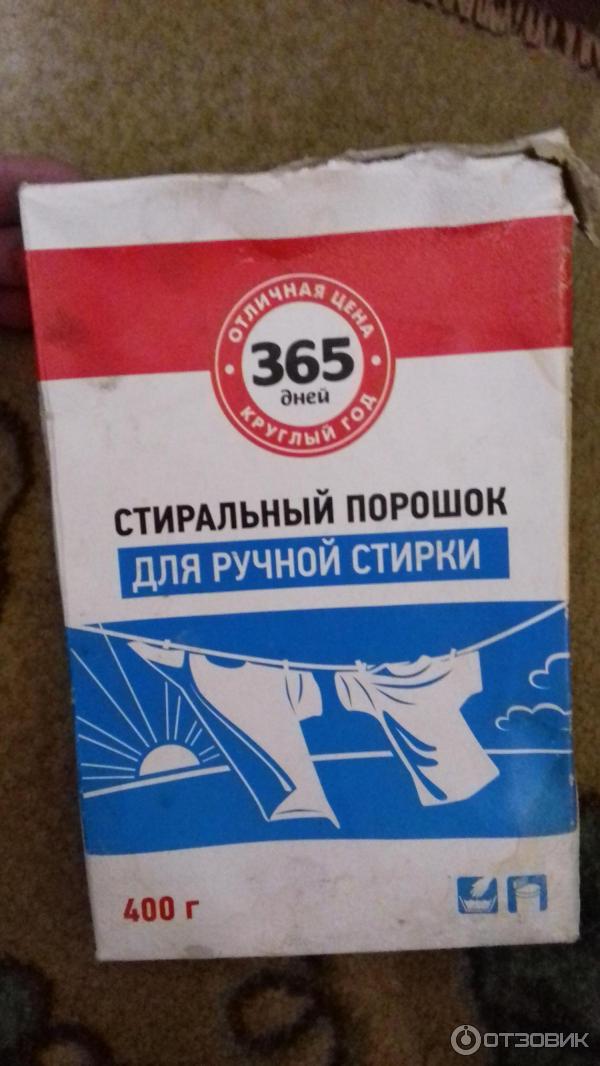 ОТЛИЧНАЯ ЦЕНА
365
дней
КРУГЛЫЙ ГОД
СТИРАЛЬНЫЙ ПОРОШОК
ДЛЯ РУЧНОЙ СТИРКИ
400 г
ОТЗОВИК